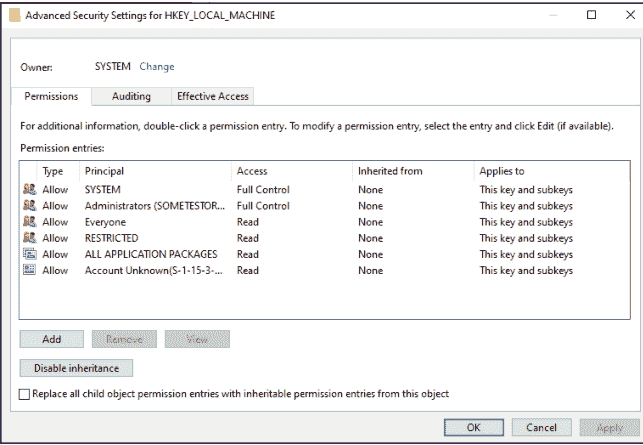 Advanced Security Settings for HKEY_LOCAL_MACHINE
Owner: SYSTEM Change
Permissions Auditing Effective Access
For additional information, double-click a permission entry. To modify a permission entry, select the entry and click Edit (if available).
Permission entries:
Type Principal Access Inherited from Applies to
Allow SYSTEM Full Control None This key and subkeys
Allow Administrators (SOMETESTOR... Full Control None This key and subkeys
Allow Everyone Read None This key and subkeys
Allow RESTRICTED Read None This key and subkeys
Allow ALL APPLICATION PACKAGES Read None This key and subkeys
Allow Account Unknown(S-1-15-3-... Read None This key and subkeys
Add Remove View
Disable inheritance
Replace all child object permission entries with inheritable permission entries from this object
OK Cancel Apply